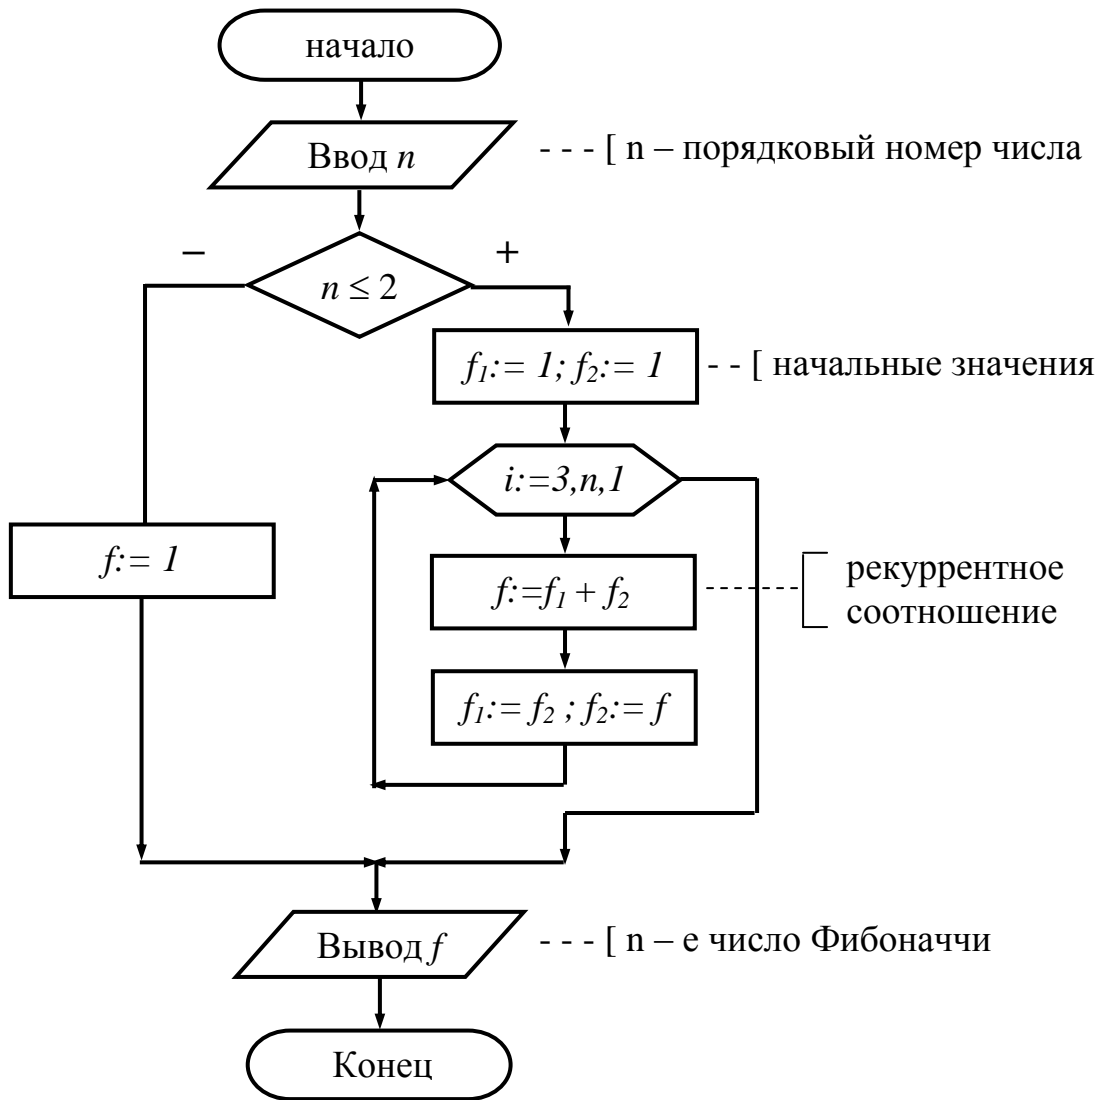 начало
Ввод n
- - - [ n – порядковый номер числа
– +
n ≤ 2
f₁:= 1; f₂:= 1
- - [ начальные значения
i:=3,n,1
f:= 1
f:=f₁ + f₂
рекуррентное
соотношение
f₁:= f₂ ; f₂:= f
Вывод f
- - - [ n – е число Фибоначчи
Конец